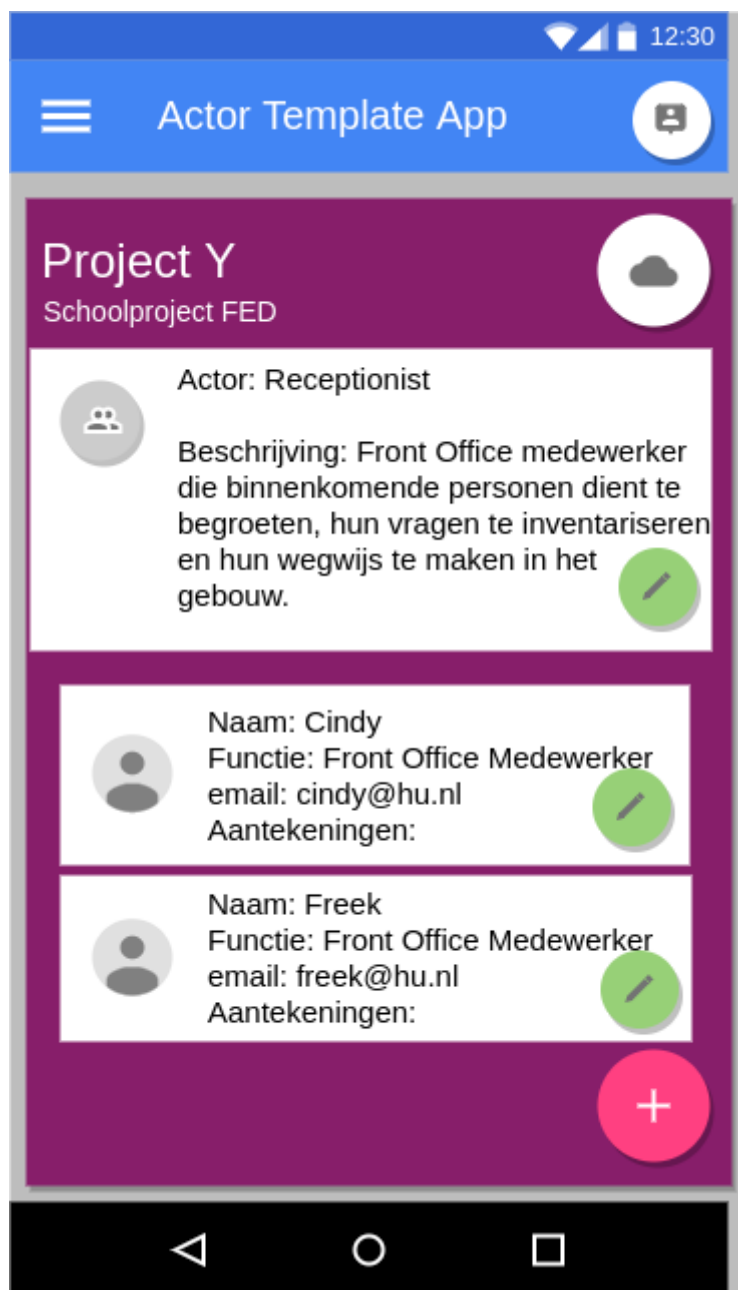 12:30
Actor Template App
Project Y
Schoolproject FED
Actor: Receptionist
Beschrijving: Front Office medewerker
die binnenkomende personen dient te
begroeten, hun vragen te inventariseren
en hun wegwijs te maken in het
gebouw.
Naam: Cindy
Functie: Front Office Medewerker
email: cindy@hu.nl
Aantekeningen:
Naam: Freek
Functie: Front Office Medewerker
email: freek@hu.nl
Aantekeningen: